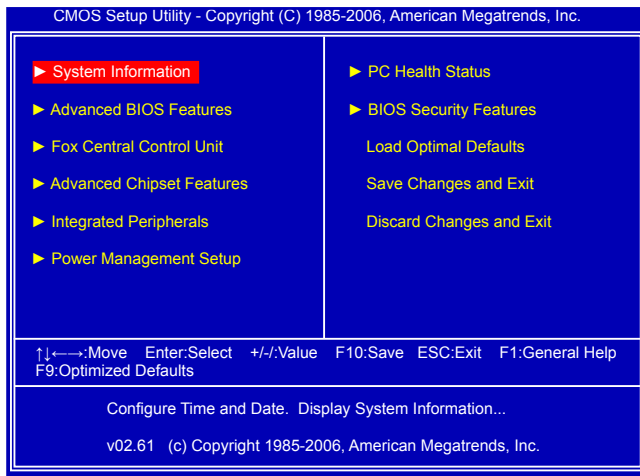 CMOS Setup Utility - Copyright (C) 1985-2006, American Megatrends, Inc.
► System Information
► Advanced BIOS Features
► Fox Central Control Unit
► Advanced Chipset Features
► Integrated Peripherals
► Power Management Setup
► PC Health Status
► BIOS Security Features
Load Optimal Defaults
Save Changes and Exit
Discard Changes and Exit
↑↓←→:Move Enter:Select +/-/:Value F10:Save ESC:Exit F1:General Help
F9:Optimized Defaults
Configure Time and Date. Display System Information...
v02.61 (c) Copyright 1985-2006, American Megatrends, Inc.